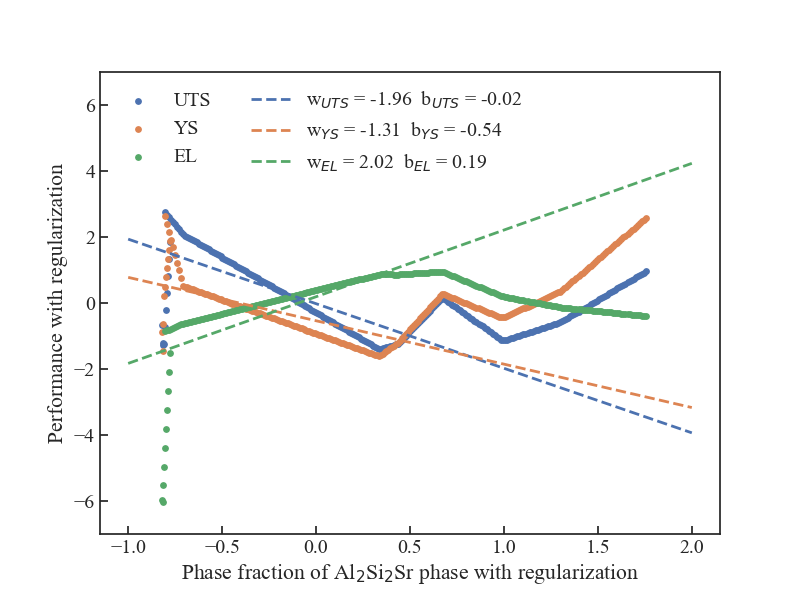 UTS
YS
EL
w_UTS = -1.96 b_UTS = -0.02
w_YS = -1.31 b_YS = -0.54
w_EL = 2.02 b_EL = 0.19
Performance with regularization
6
4
2
0
−2
−4
−6
−1.0 −0.5 0.0 0.5 1.0 1.5 2.0
Phase fraction of Al₂Si₂Sr phase with regularization